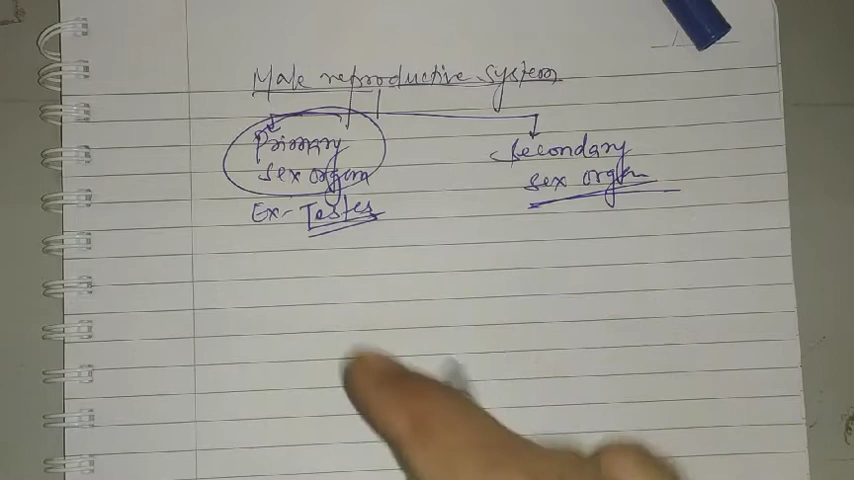 Male reproductive system
Primary
sex organ
Ex- Testes
Secondary
sex organ